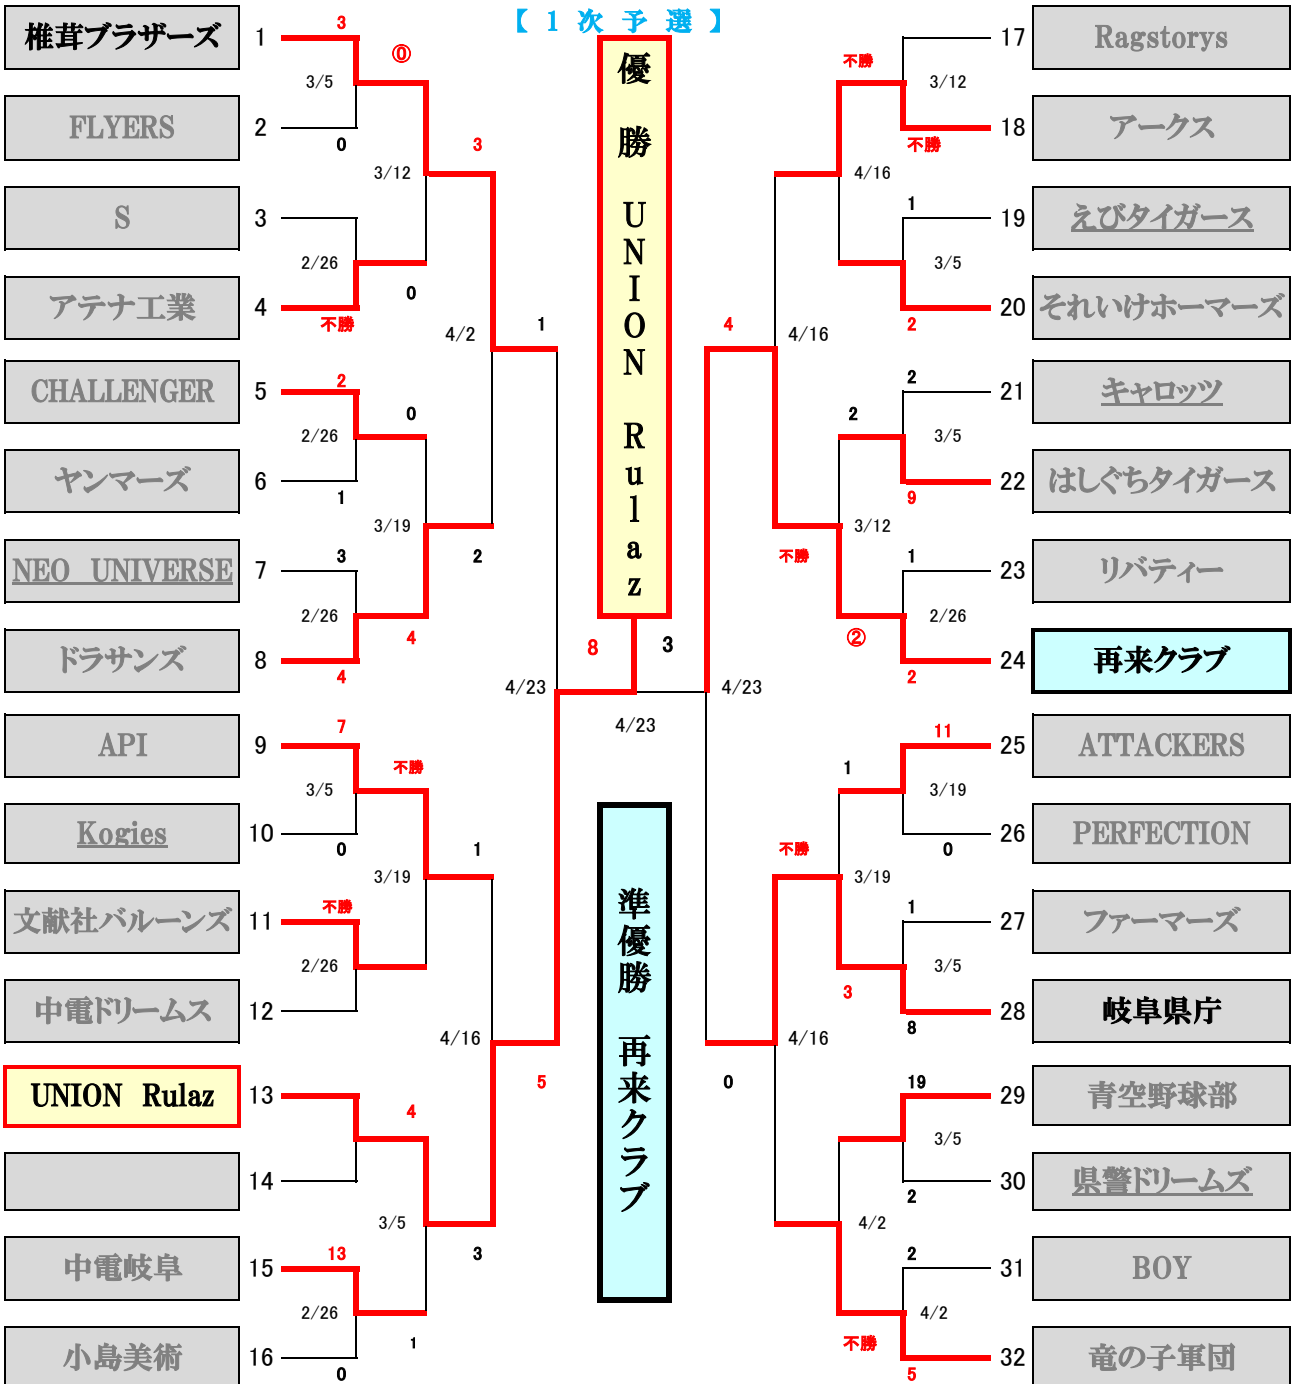 【 1 次 予 選 】
椎茸ブラザーズ 1 3
3/5 ⓪
FLYERS 2 0
3/12 3
S 3
2/26 0
アテナ工業 4 不勝
4/2 1
CHALLENGER 5 2
2/26 0
ヤンマーズ 6 1
3/19 2
NEO UNIVERSE 7 3
2/26 4
ドラサンズ 8 4
4/23 8
API 9 7
3/5 不勝
Kogies 10 0
3/19 1
文献社バルーンズ 11 不勝
2/26
中電ドリームス 12
4/16 5
UNION Rulaz 13
4
14
3/5 3
中電岐阜 15 13
2/26 1
小島美術 16 0
優勝 UNION Rulaz
4/23
準優勝 再来クラブ
17 Ragstorys
不勝 3/12
不勝 18 アークス
4/16
1 19 えびタイガース
3/5
2 20 それいけホーマーズ
4 4/16
2 21 キャロッツ
2 3/5
9 22 はしぐちタイガース
不勝 3/12
1 23 リバティー
② 2/26
2 24 再来クラブ
3 4/23
11 25 ATTACKERS
1 3/19
0 26 PERFECTION
不勝 3/19
1 27 ファーマーズ
3 3/5
8 28 岐阜県庁
0 4/16
19 29 青空野球部
3/5
2 30 県警ドリームズ
4/2
2 31 BOY
不勝 4/2
5 32 竜の子軍団